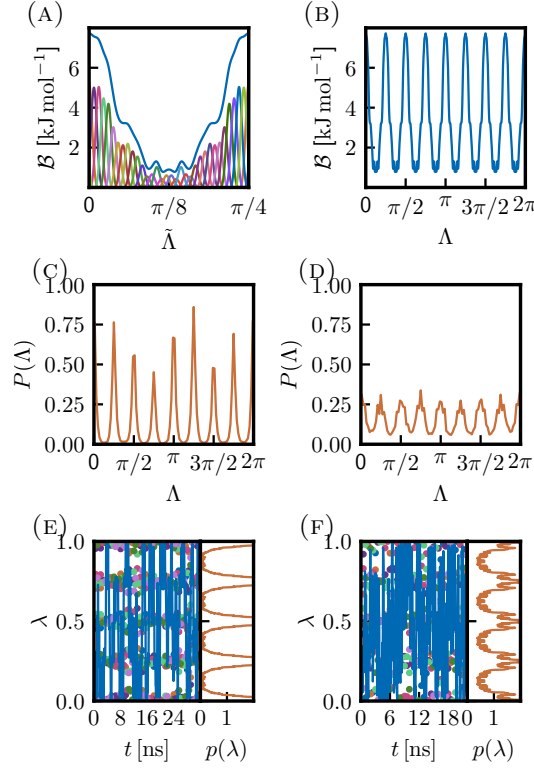 (A)
(B)
8
6
4
2
ℬ [kJ mol⁻¹]
0
π/8
π/4
Λ̃
8
6
4
2
ℬ [kJ mol⁻¹]
0
π/2
π
3π/2
2π
Λ
(C)
(D)
1.00
0.75
0.50
0.25
0.00
P(Λ)
0
π/2
π
3π/2
2π
Λ
1.00
0.75
0.50
0.25
0.00
P(Λ)
0
π/2
π
3π/2
2π
Λ
(E)
(F)
1.0
0.5
0.0
λ
0 8 16 24
t [ns]
0 1
p(λ)
1.0
0.5
0.0
λ
0 6 12 18
t [ns]
0 1
p(λ)